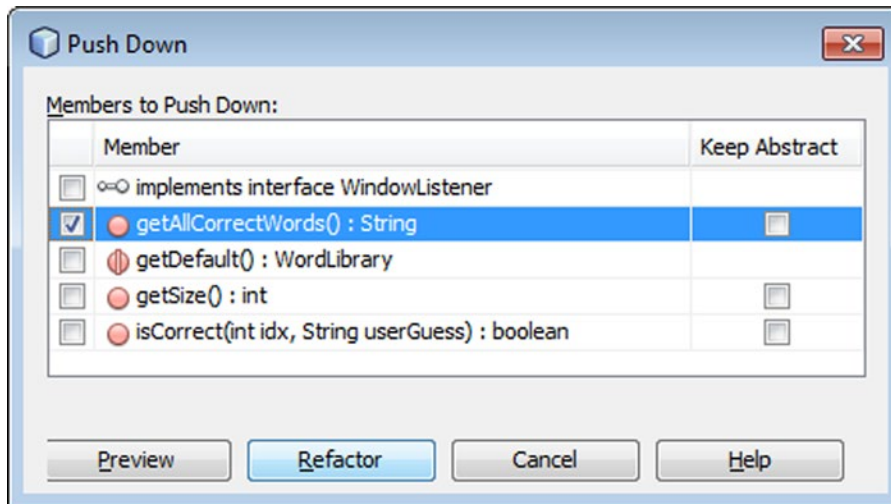 Push Down
Members to Push Down:
Member Keep Abstract
implements interface WindowListener
getAllCorrectWords() : String
getDefault() : WordLibrary
getSize() : int
isCorrect(int idx, String userGuess) : boolean
Preview Refactor Cancel Help